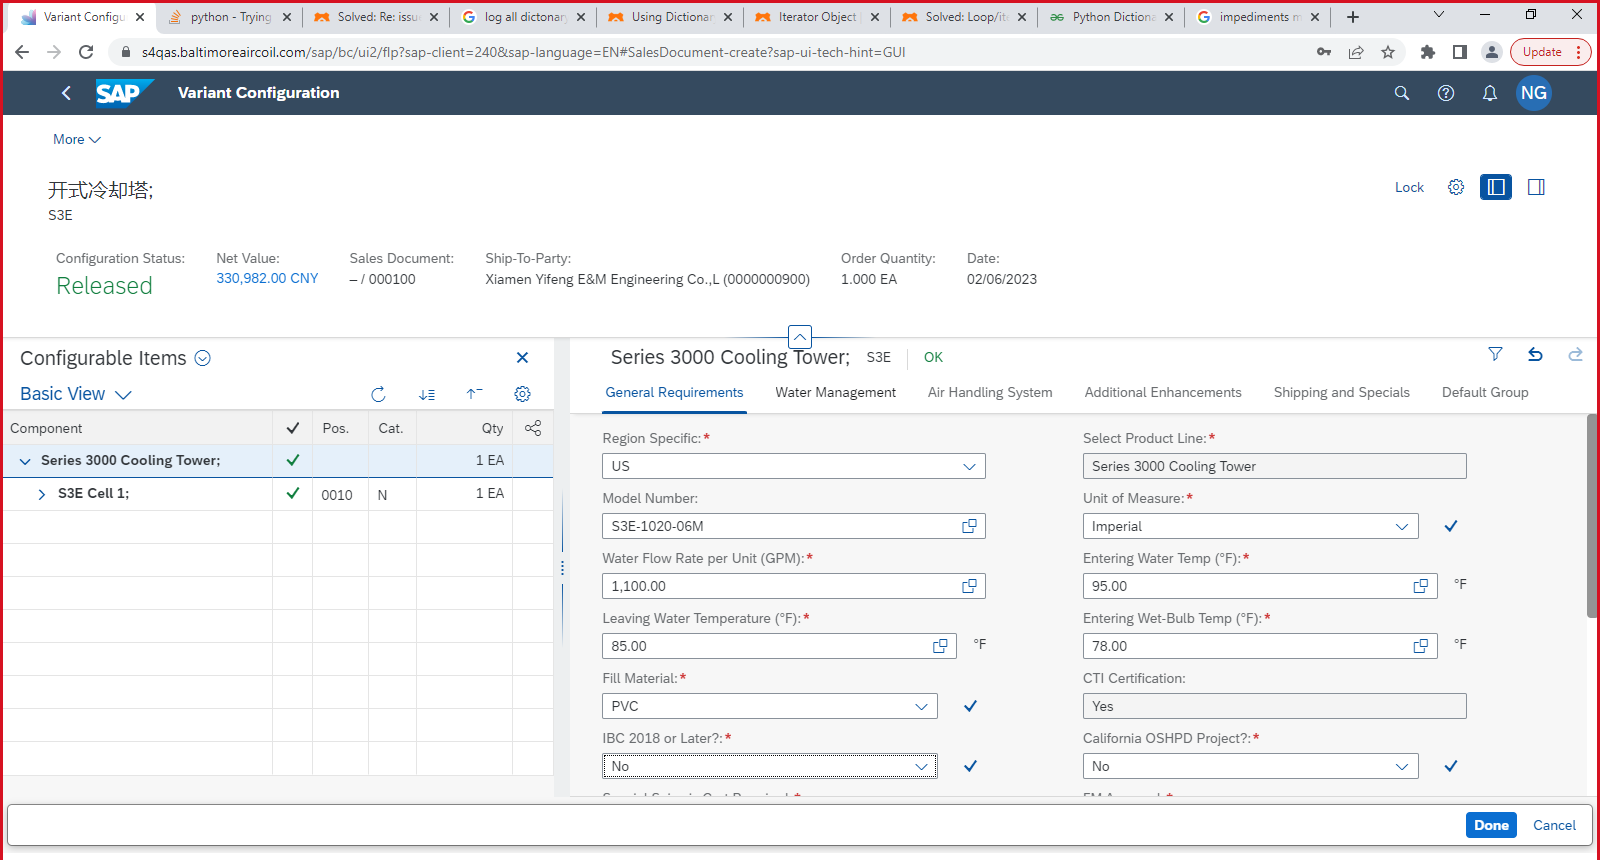 Variant Configu
python - Trying
Solved: Re: issue
log all dictonar
Using Dictionar
Iterator Object
Solved: Loop/ite
Python Dictiona
impediments m
s4qas.baltimoreaircoil.com/sap/bc/ui2/flp?sap-client=240&sap-language=EN#SalesDocument-create?sap-ui-tech-hint=GUI
Update
SAP
Variant Configuration
NG
More
开式冷却塔;
S3E
Lock
Configuration Status:
Released
Net Value:
330,982.00 CNY
Sales Document:
– / 000100
Ship-To-Party:
Xiamen Yifeng E&M Engineering Co.,L (0000000900)
Order Quantity:
1.000 EA
Date:
02/06/2023
Configurable Items
Basic View
Component Pos. Cat. Qty
Series 3000 Cooling Tower; 1 EA
S3E Cell 1; 0010 N 1 EA
Series 3000 Cooling Tower; S3E OK
General Requirements Water Management Air Handling System Additional Enhancements Shipping and Specials Default Group
Region Specific:*
US
Select Product Line:*
Series 3000 Cooling Tower
Model Number:
S3E-1020-06M
Unit of Measure:*
Imperial
Water Flow Rate per Unit (GPM):*
1,100.00
Entering Water Temp (°F):*
95.00 °F
Leaving Water Temperature (°F):*
85.00 °F
Entering Wet-Bulb Temp (°F):*
78.00 °F
Fill Material:*
PVC
CTI Certification:
Yes
IBC 2018 or Later?:*
No
California OSHPD Project?:*
No
Done Cancel